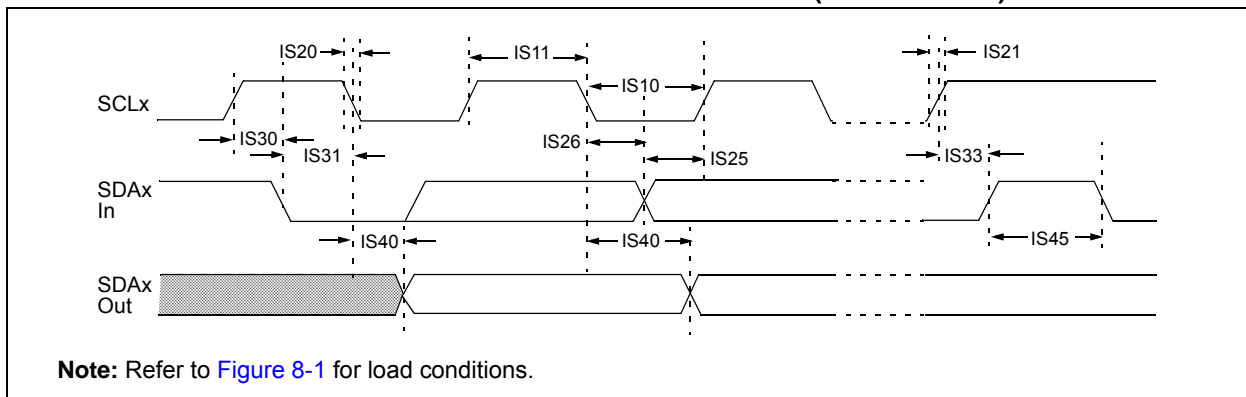 IS20
IS11
IS21
IS10
SCLx
IS30
IS31
IS26
IS25
IS33
SDAx
In
IS40
IS40
IS45
SDAx
Out
Note: Refer to Figure 8-1 for load conditions.